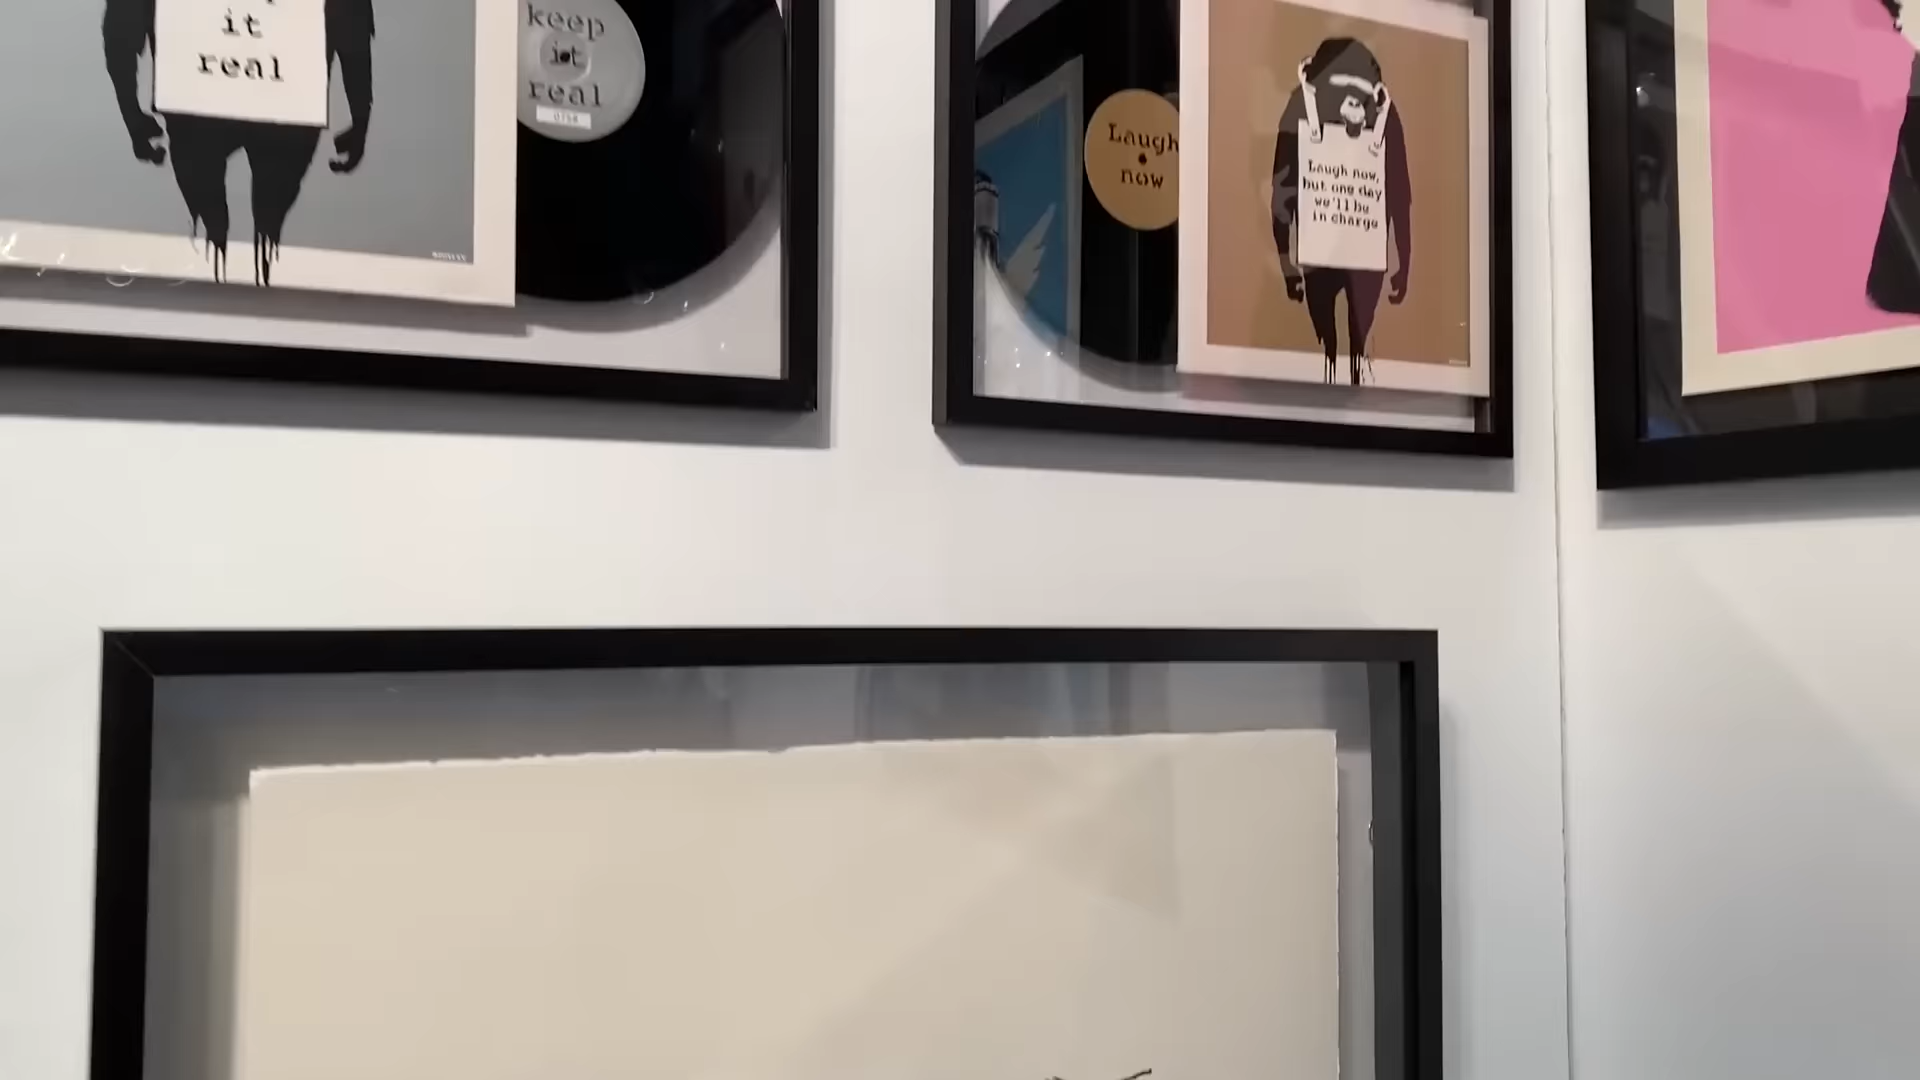 it
real
keep
it
real
Laugh
now
Laugh now,
but one day
we'll be
in charge